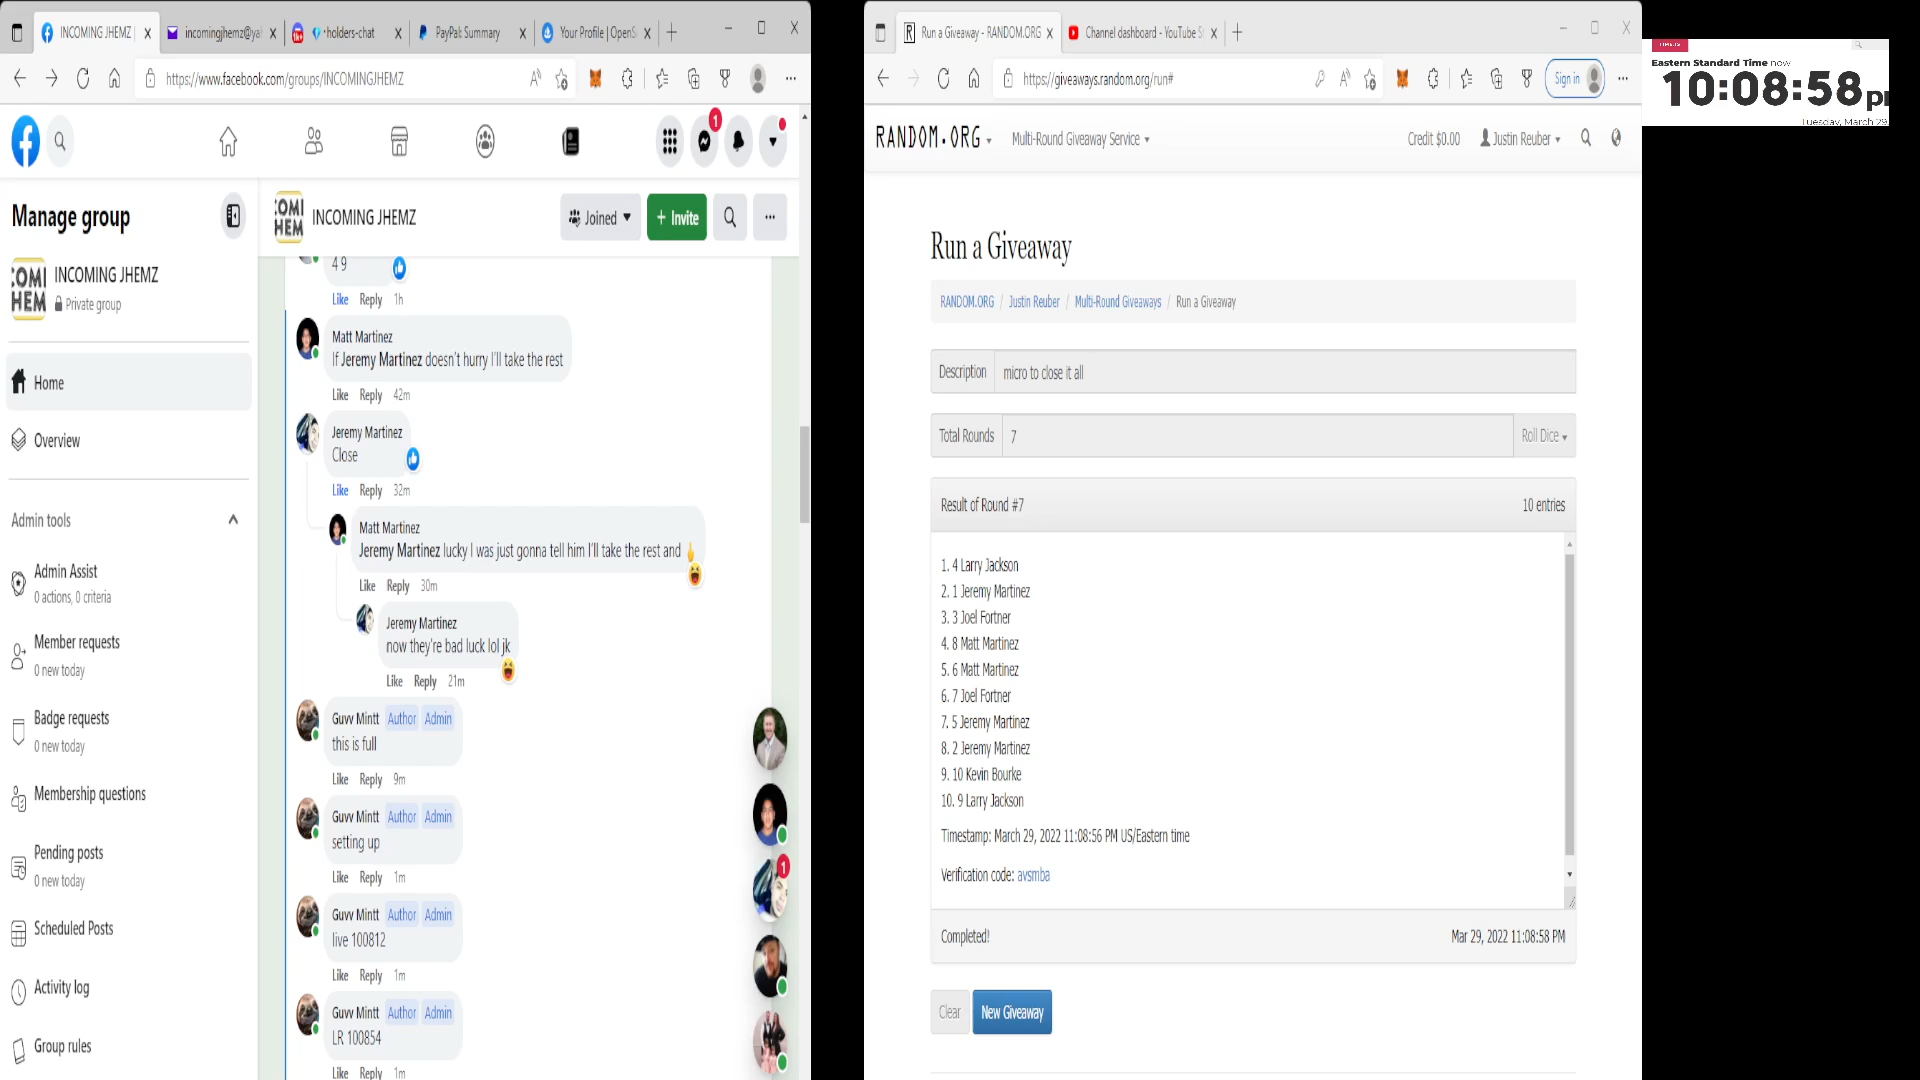 INCOMING JHEMZ
incomingjhemz@ya
holders-chat
PayPal: Summary
Your Profile | Open
https://www.facebook.com/groups/INCOMINGJHEMZ
1
Manage group
INCOMING JHEMZ
Private group
Home
Overview
Admin tools
Admin Assist
0 actions, 0 criteria
Member requests
0 new today
Badge requests
0 new today
Membership questions
Pending posts
0 new today
Scheduled Posts
Activity log
Group rules
INCOMING JHEMZ
Joined
+ Invite
4 9
Like Reply 1h
Matt Martinez
If Jeremy Martinez doesn't hurry I'll take the rest
Like Reply 42m
Jeremy Martinez
Close
Like Reply 32m
Matt Martinez
Jeremy Martinez lucky I was just gonna tell him I'll take the rest and
Like Reply 30m
Jeremy Martinez
now they're bad luck lol jk
Like Reply 21m
Guvv Mintt Author Admin
this is full
Like Reply 9m
Guvv Mintt Author Admin
setting up
Like Reply 1m
Guvv Mintt Author Admin
live 100812
Like Reply 1m
Guvv Mintt Author Admin
LR 100854
Like Reply 1m
1
Run a Giveaway - RANDOM.ORG
Channel dashboard - YouTube S
https://giveaways.random.org/run#
Sign in
RANDOM.ORG
Multi-Round Giveaway Service
Credit $0.00
Justin Reuber
Run a Giveaway
RANDOM.ORG / Justin Reuber / Multi-Round Giveaways / Run a Giveaway
Description micro to close it all
Total Rounds 7 Roll Dice
Result of Round #7 10 entries
1. 4 Larry Jackson
2. 1 Jeremy Martinez
3. 3 Joel Fortner
4. 8 Matt Martinez
5. 6 Matt Martinez
6. 7 Joel Fortner
7. 5 Jeremy Martinez
8. 2 Jeremy Martinez
9. 10 Kevin Bourke
10. 9 Larry Jackson
Timestamp: March 29, 2022 11:08:56 PM US/Eastern time
Verification code: avsmba
Completed! Mar 29, 2022 11:08:58 PM
Clear New Giveaway
Eastern Standard Time now
10:08:58
Tuesday, March 29,